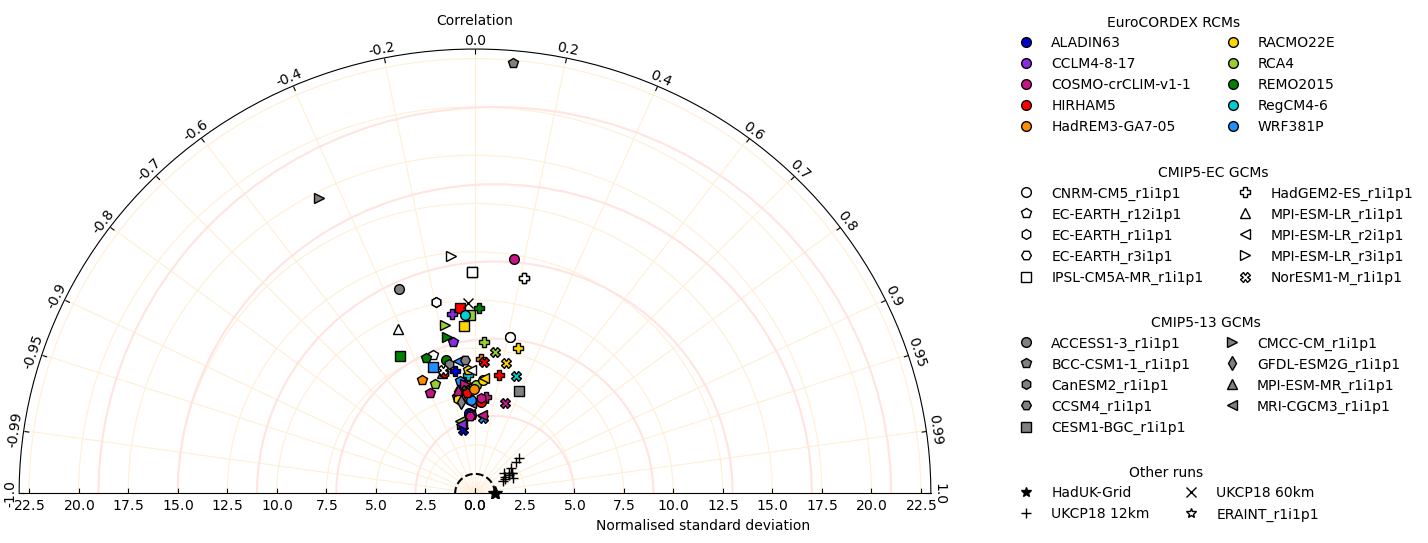 Correlation
-1.0
-0.99
-0.95
-0.9
-0.8
-0.7
-0.6
-0.4
-0.2
0.0
0.2
0.4
0.6
0.7
0.8
0.9
0.95
0.99
1.0
22.5 20.0 17.5 15.0 12.5 10.0 7.5 5.0 2.5 0.0 2.5 5.0 7.5 10.0 12.5 15.0 17.5 20.0 22.5
Normalised standard deviation
EuroCORDEX RCMs
ALADIN63 RACMO22E
CCLM4-8-17 RCA4
COSMO-crCLIM-v1-1 REMO2015
HIRHAM5 RegCM4-6
HadREM3-GA7-05 WRF381P
CMIP5-EC GCMs
CNRM-CM5_r1i1p1 HadGEM2-ES_r1i1p1
EC-EARTH_r12i1p1 MPI-ESM-LR_r1i1p1
EC-EARTH_r1i1p1 MPI-ESM-LR_r2i1p1
EC-EARTH_r3i1p1 MPI-ESM-LR_r3i1p1
IPSL-CM5A-MR_r1i1p1 NorESM1-M_r1i1p1
CMIP5-13 GCMs
ACCESS1-3_r1i1p1 CMCC-CM_r1i1p1
BCC-CSM1-1_r1i1p1 GFDL-ESM2G_r1i1p1
CanESM2_r1i1p1 MPI-ESM-MR_r1i1p1
CCSM4_r1i1p1 MRI-CGCM3_r1i1p1
CESM1-BGC_r1i1p1
Other runs
HadUK-Grid UKCP18 60km
UKCP18 12km ERAINT_r1i1p1